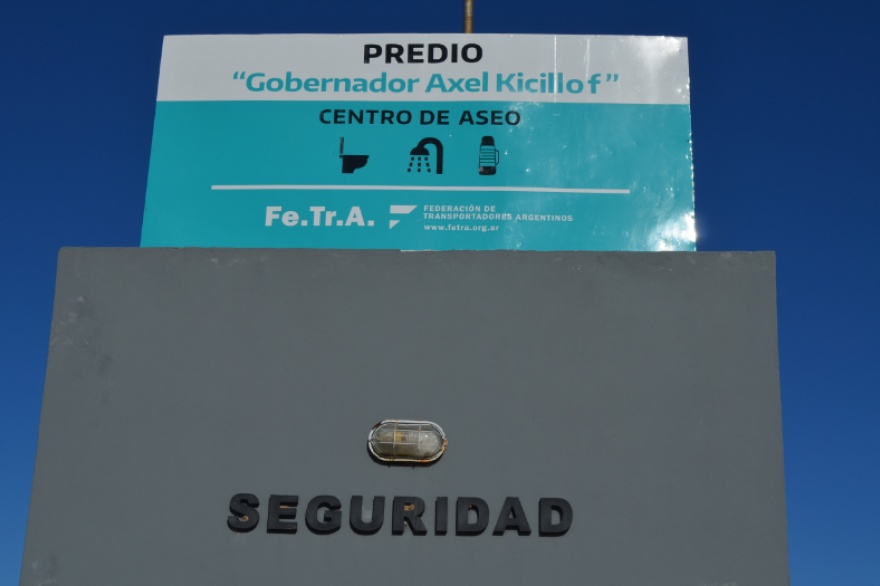 PREDIO
“Gobernador Axel Kicillof”
CENTRO DE ASEO
Fe.Tr.A.
FEDERACIÓN DE
TRANSPORTADORES ARGENTINOS
www.fetra.org.ar
SEGURIDAD